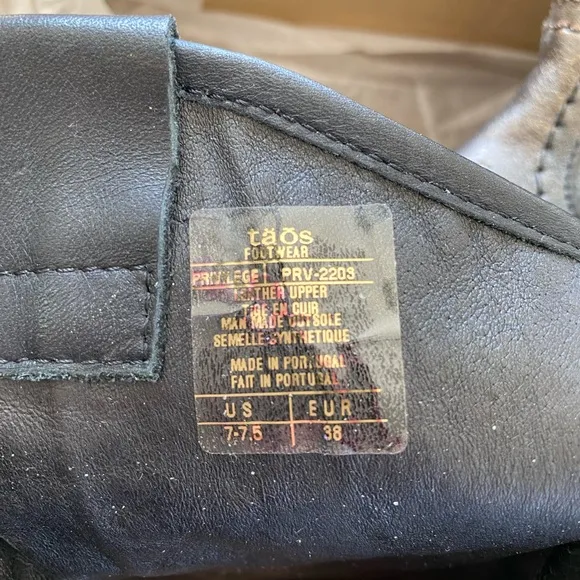 täōs
FOOTWEAR
PRIVILEGE PRV-2203
LEATHER UPPER
TIGE EN CUIR
MAN MADE OUTSOLE
SEMELLE SYNTHETIQUE
MADE IN PORTUGAL
FAIT IN PORTUGAL
US EUR
7-7.5 38